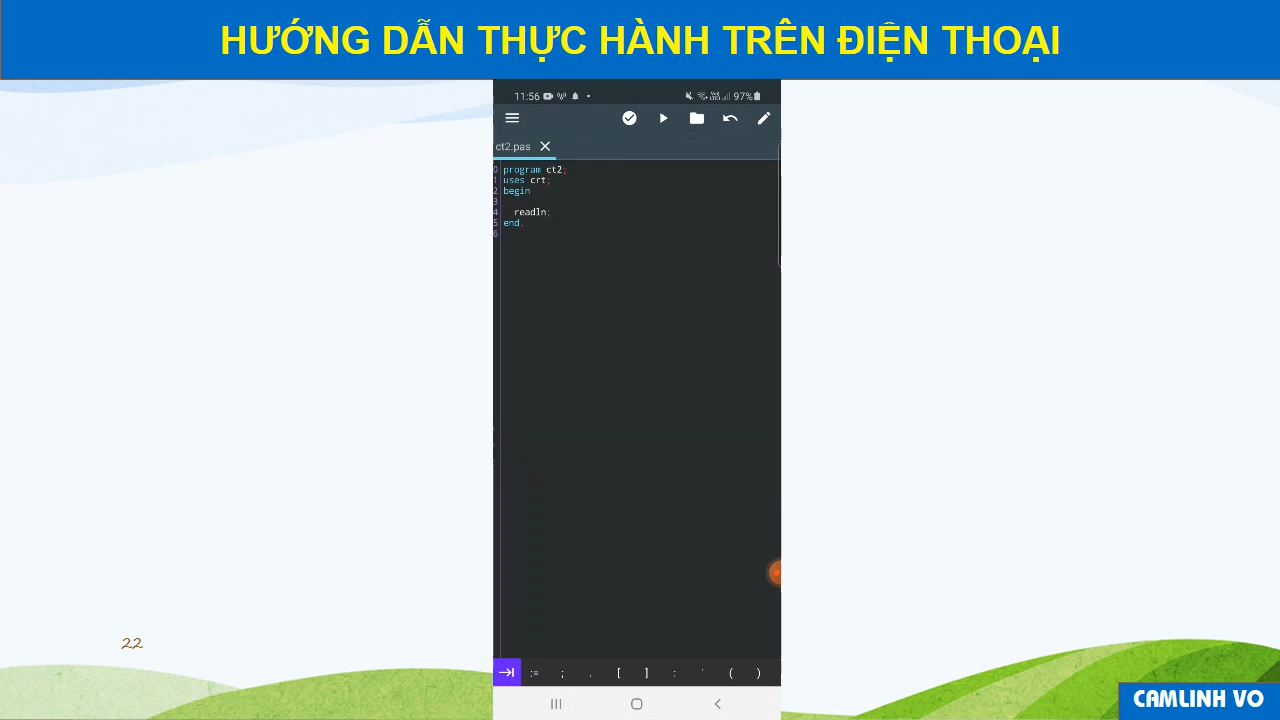 HƯỚNG DẪN THỰC HÀNH TRÊN ĐIỆN THOẠI
11:56 97%
ct2.pas
0 program ct2;
1 uses crt;
2 begin
3
4 readln;
5 end.
6
:= ; . [ ] : ' ( )
22
CAMLINH VO